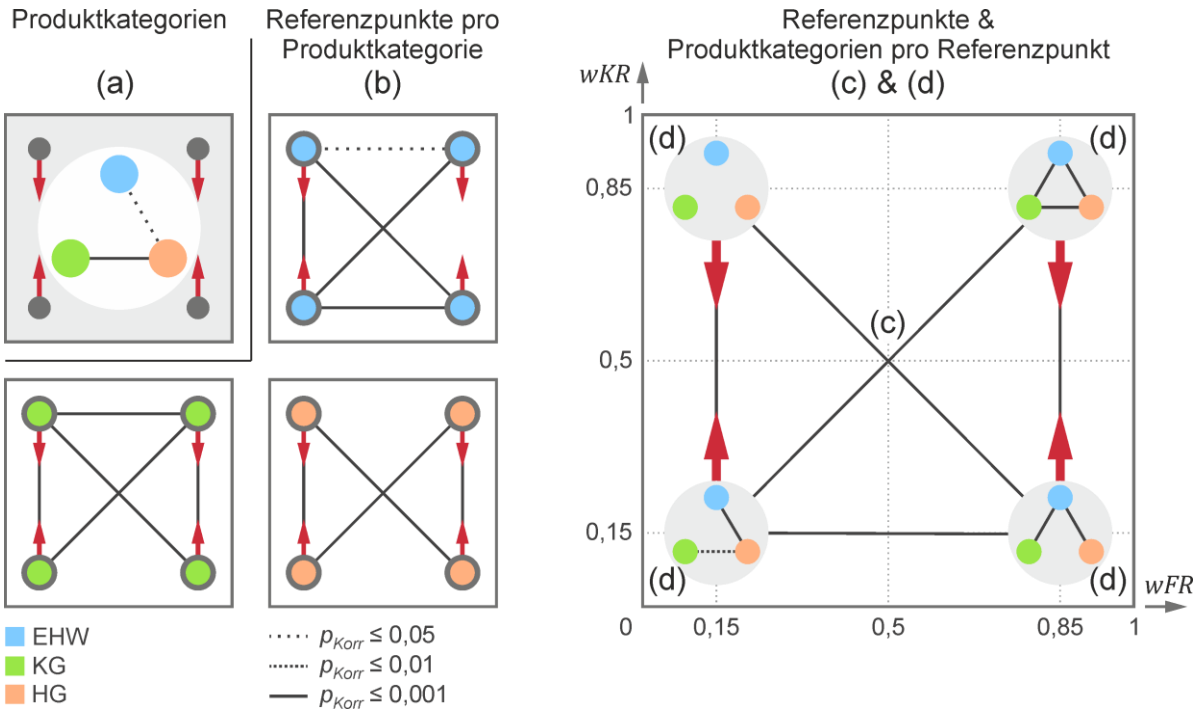 Produktkategorien
(a)
Referenzpunkte pro
Produktkategorie
(b)
EHW
KG
HG
pKorr ≤ 0,05
pKorr ≤ 0,01
pKorr ≤ 0,001
Referenzpunkte &
Produktkategorien pro Referenzpunkt
(c) & (d)
wKR
1
(d)
(d)
0,85
(c)
0,5
0,15
(d)
(d)
wFR
0
0,15
0,5
0,85
1